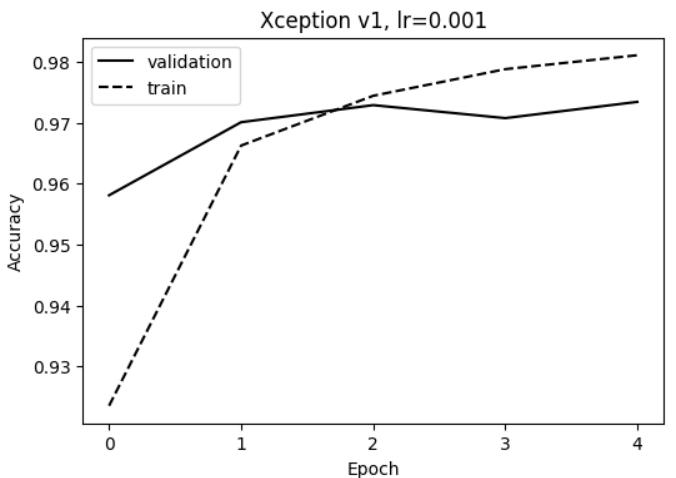 Xception v1, lr=0.001
validation
train
Accuracy
0.98
0.97
0.96
0.95
0.94
0.93
0 1 2 3 4
Epoch